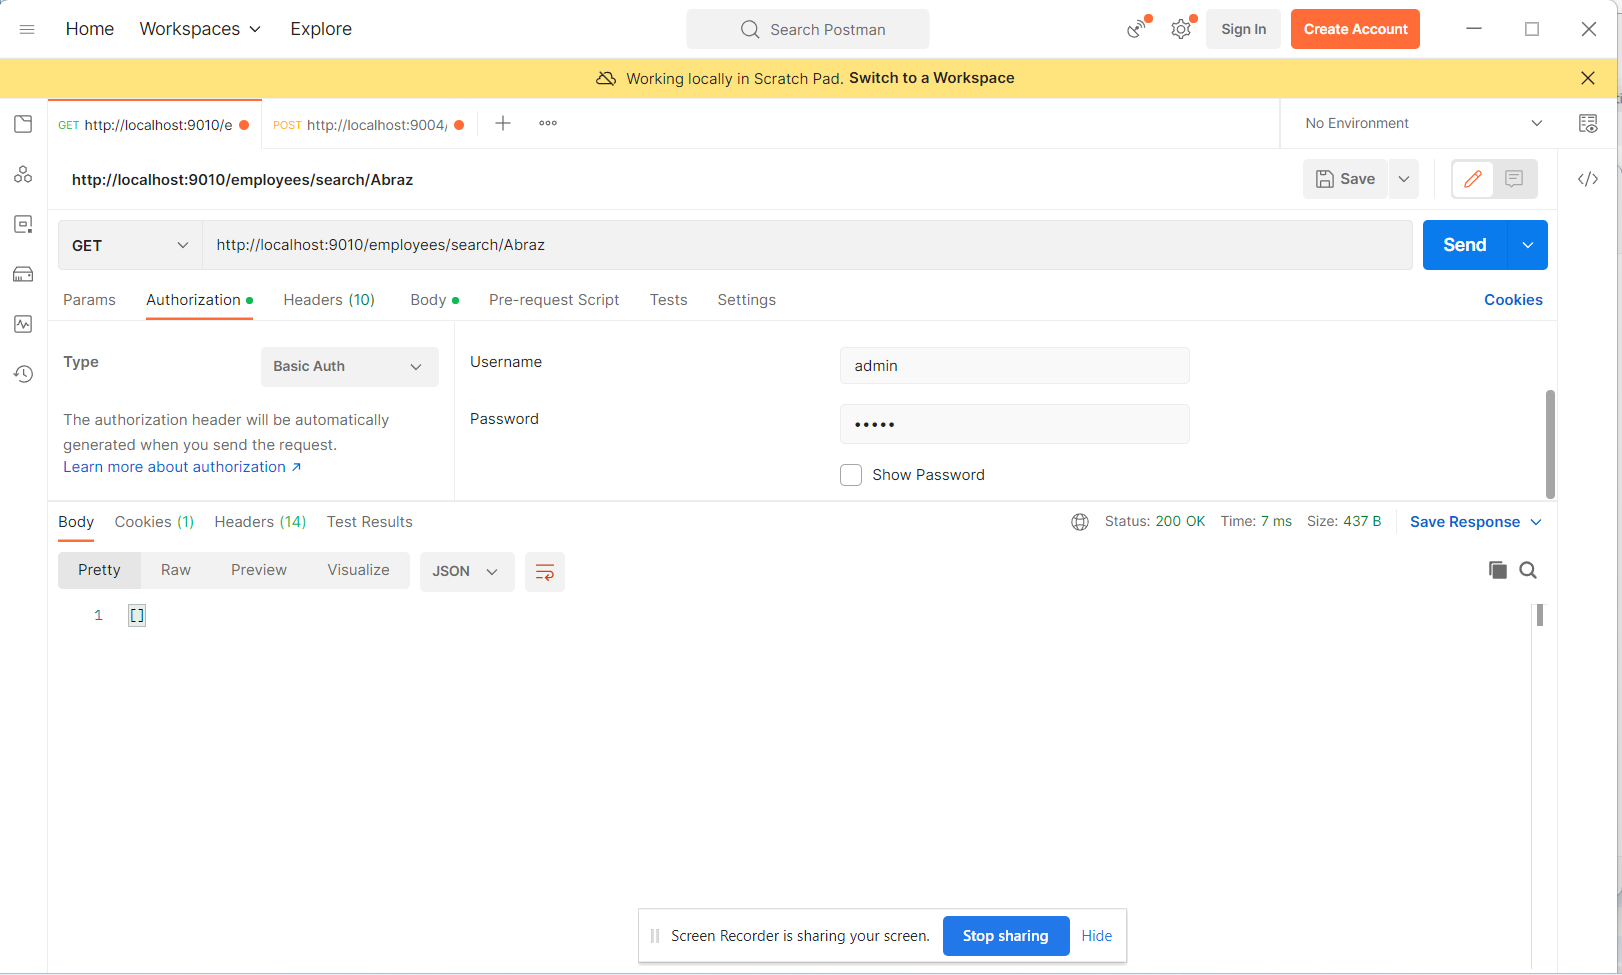 Home Workspaces Explore Search Postman Sign In Create Account
Working locally in Scratch Pad. Switch to a Workspace
GET http://localhost:9010/e POST http://localhost:9004/ No Environment
http://localhost:9010/employees/search/Abraz Save
GET http://localhost:9010/employees/search/Abraz Send
Params Authorization Headers (10) Body Pre-request Script Tests Settings Cookies
Type Basic Auth Username admin
The authorization header will be automatically
generated when you send the request.
Learn more about authorization ↗
Password •••••
Show Password
Body Cookies (1) Headers (14) Test Results Status: 200 OK Time: 7 ms Size: 437 B Save Response
Pretty Raw Preview Visualize JSON
1 []
Screen Recorder is sharing your screen. Stop sharing Hide